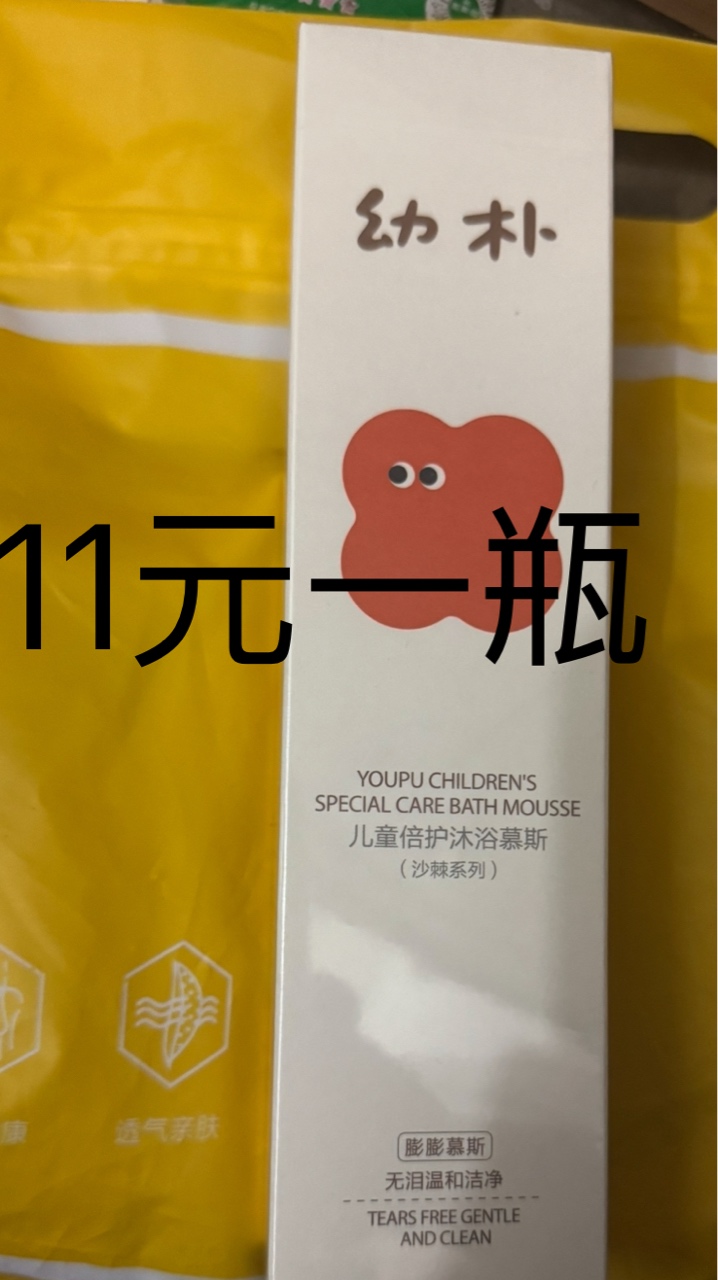 幼朴
11元一瓶
YOUPU CHILDREN'S
SPECIAL CARE BATH MOUSSE
儿童倍护沐浴慕斯
（沙棘系列）
康
透气亲肤
膨膨慕斯
无泪温和洁净
TEARS FREE GENTLE
AND CLEAN